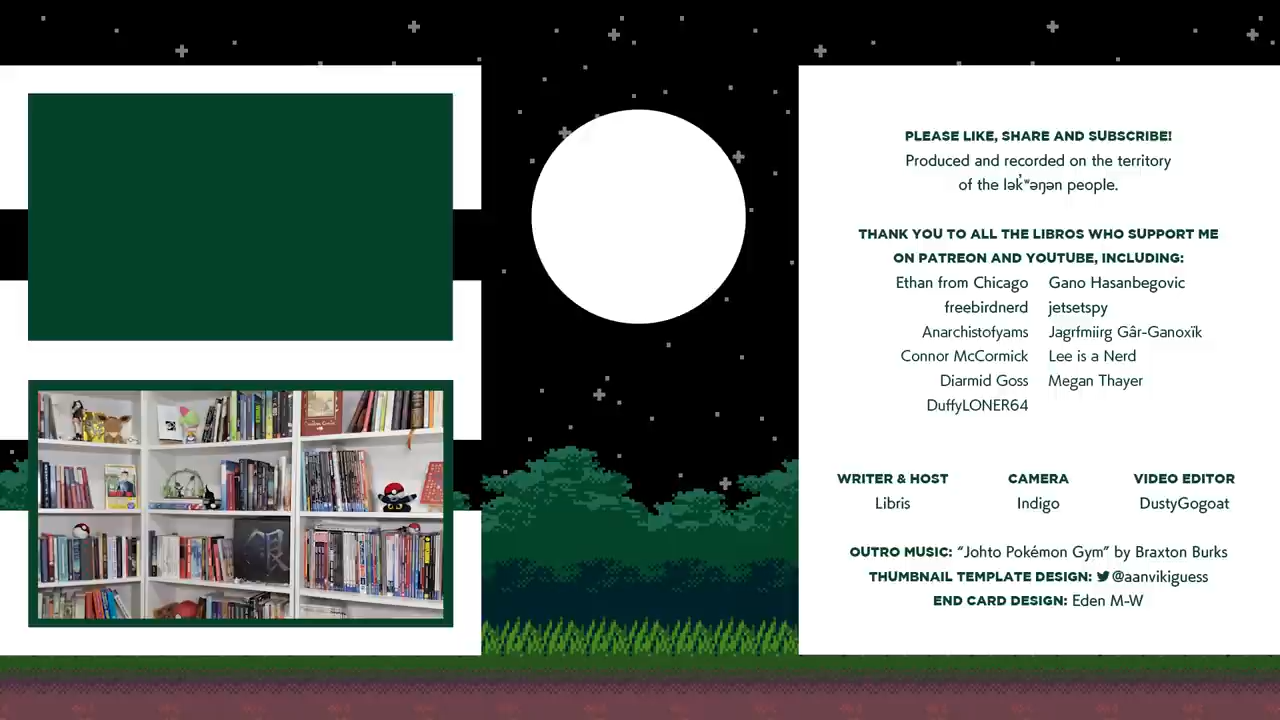 PLEASE LIKE, SHARE AND SUBSCRIBE!
Produced and recorded on the territory
of the lək̓ʷəŋən people.
THANK YOU TO ALL THE LIBROS WHO SUPPORT ME
ON PATREON AND YOUTUBE, INCLUDING:
Ethan from Chicago Gano Hasanbegovic
freebirdnerd jetsetspy
Anarchistofyams Jagrfmiirg Gâr-Ganoxïk
Connor McCormick Lee is a Nerd
Diarmid Goss Megan Thayer
DuffyLONER64
WRITER & HOST CAMERA VIDEO EDITOR
Libris Indigo DustyGogoat
OUTRO MUSIC: "Johto Pokémon Gym" by Braxton Burks
THUMBNAIL TEMPLATE DESIGN: @aanvikiguess
END CARD DESIGN: Eden M-W